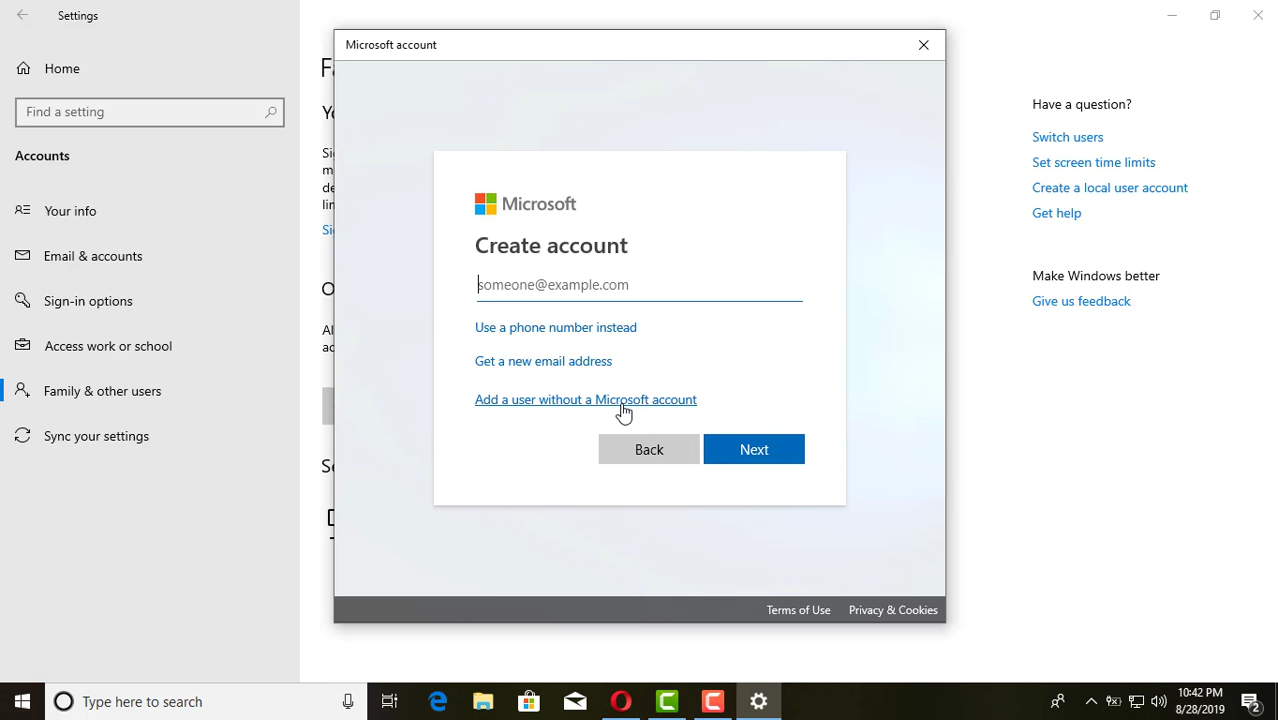 Settings
Home
Find a setting
Accounts
Your info
Email & accounts
Sign-in options
Access work or school
Family & other users
Sync your settings
Microsoft account
Microsoft
Create account
someone@example.com
Use a phone number instead
Get a new email address
Add a user without a Microsoft account
Back
Next
Terms of Use
Privacy & Cookies
Have a question?
Switch users
Set screen time limits
Create a local user account
Get help
Make Windows better
Give us feedback
Type here to search
10:42 PM
8/28/2019
2